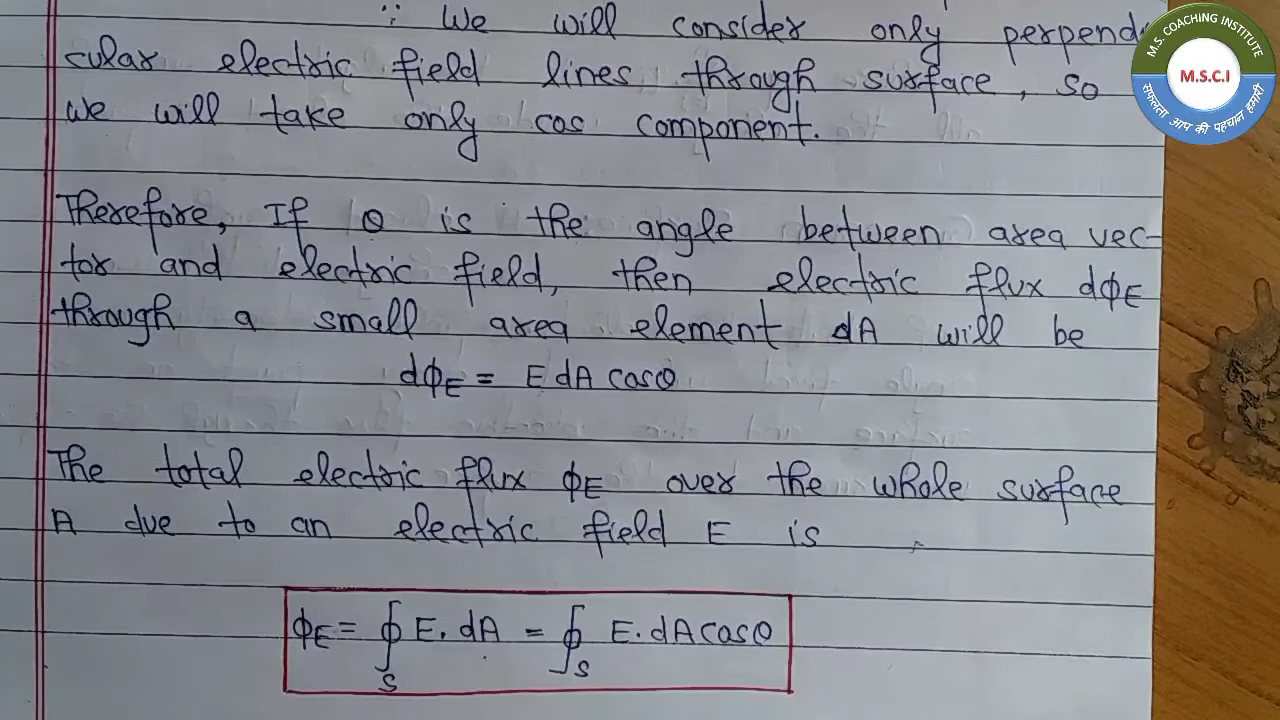 ∵ We will consider only perpendi
cular electric field lines through surface, so
we will take only cos component.
Therefore, If θ is the angle between area vec-
tor and electric field, then electric flux dϕE
through a small area element dA will be
dϕE = E dA cosθ
The total electric flux ϕE over the whole surface
A due to an electric field E is
ϕE = ∮S E. dA = ∮S E. dA cosθ
M.S. COACHING INSTITUTE
M.S.C.I
सफलता आप की पहचान हमारी